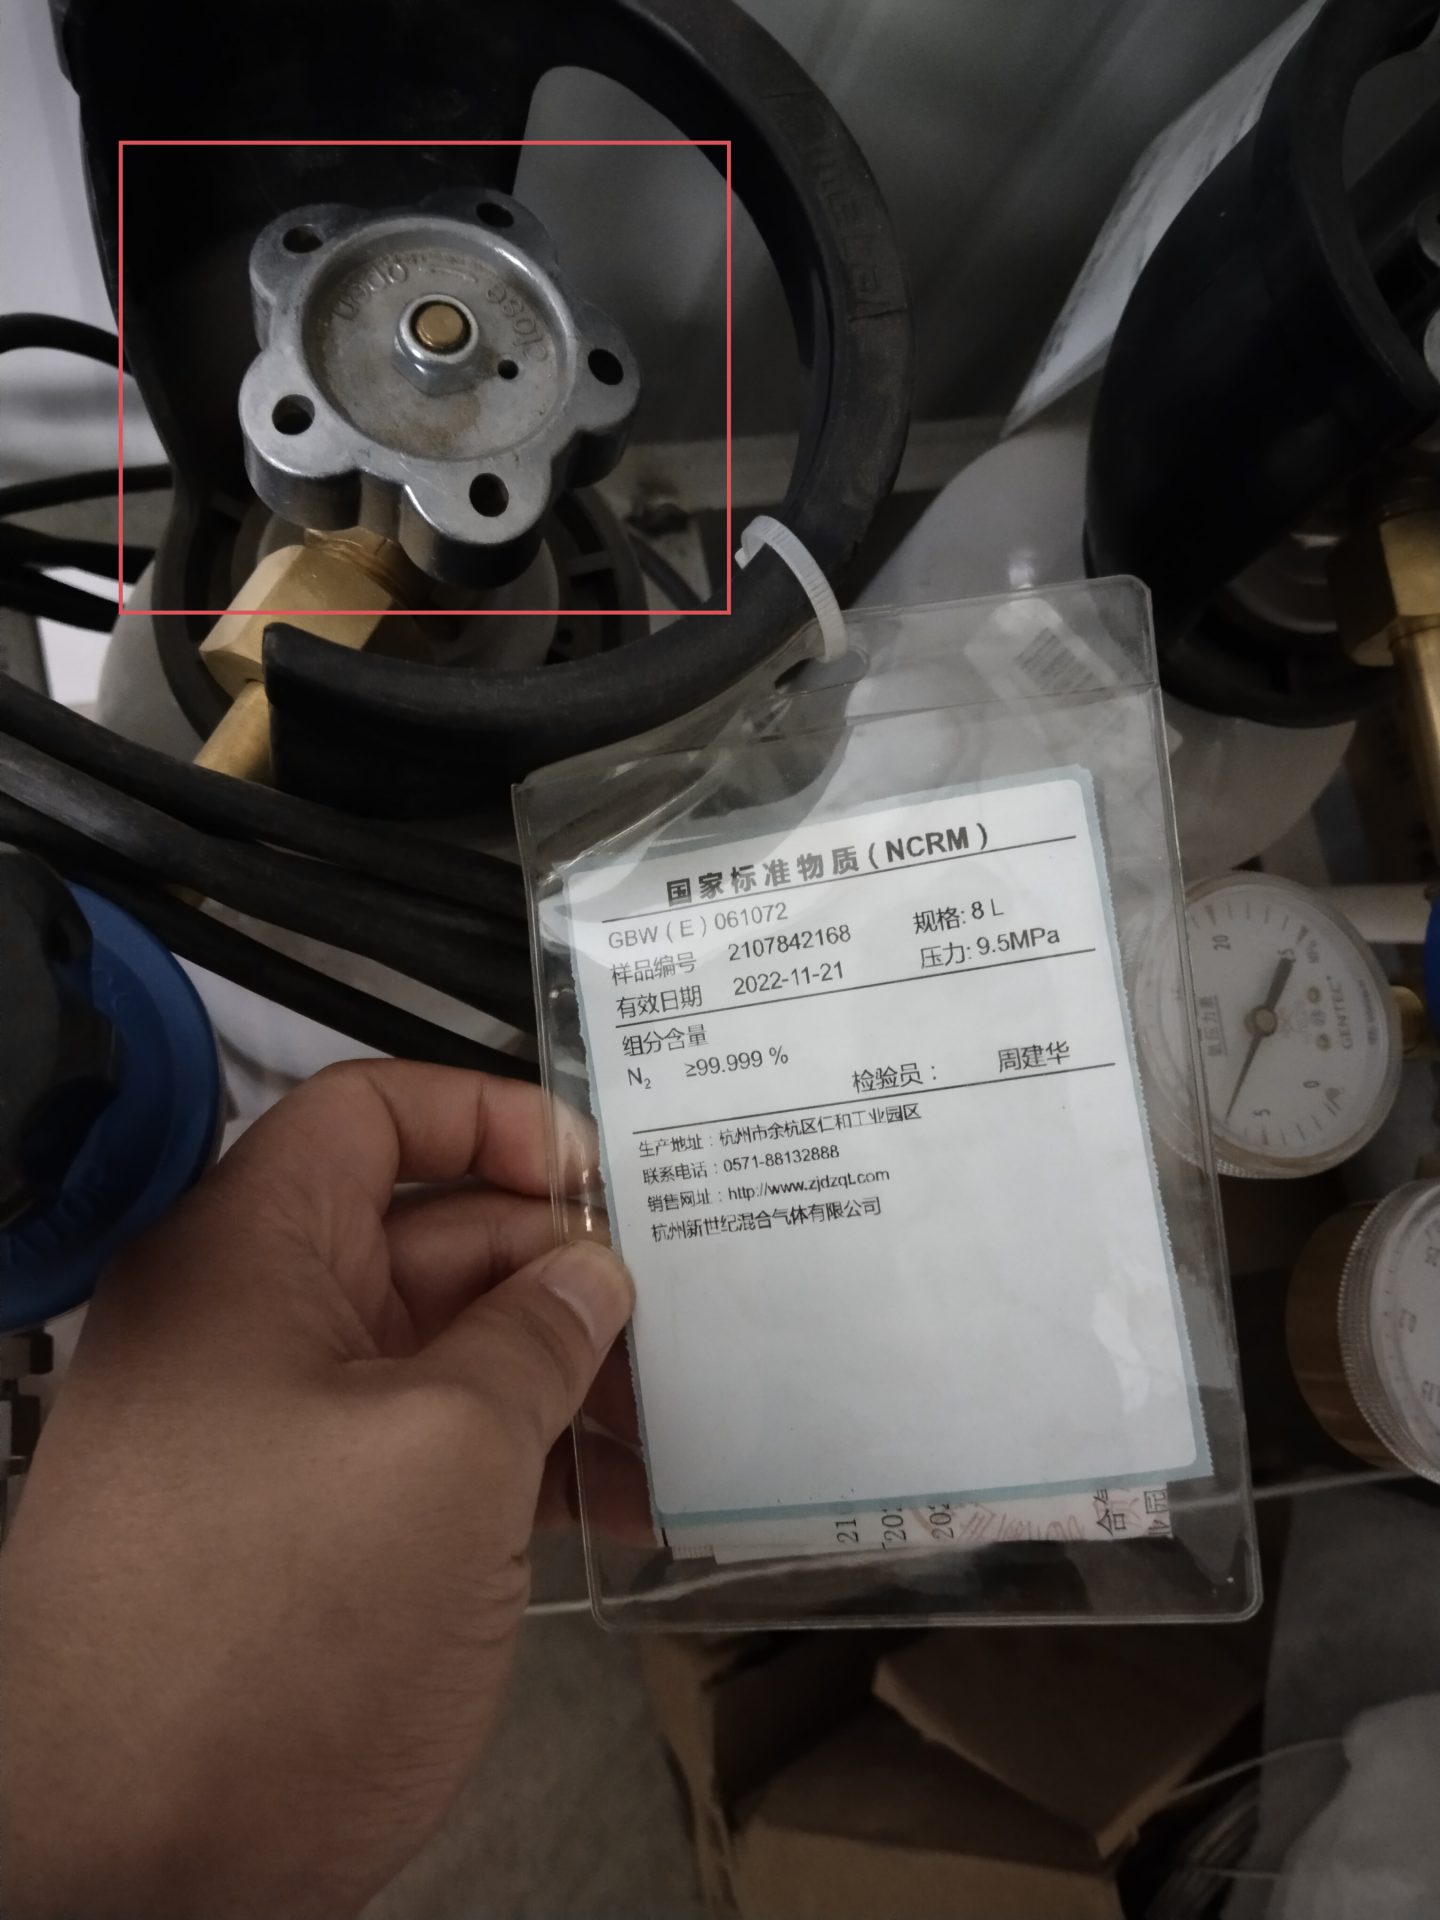 open
close
国家标准物质(NCRM)
GBW(E)061072
规格: 8 L
样品编号 2107842168
压力: 9.5MPa
有效日期 2022-11-21
组分含量
N₂ ≥99.999 %
检验员: 周建华
生产地址:杭州市余杭区仁和工业园区
联系电话:0571-88132888
销售网址:http://www.zjdzqt.com
杭州新世纪混合气体有限公司
GENTEC
20
5
0